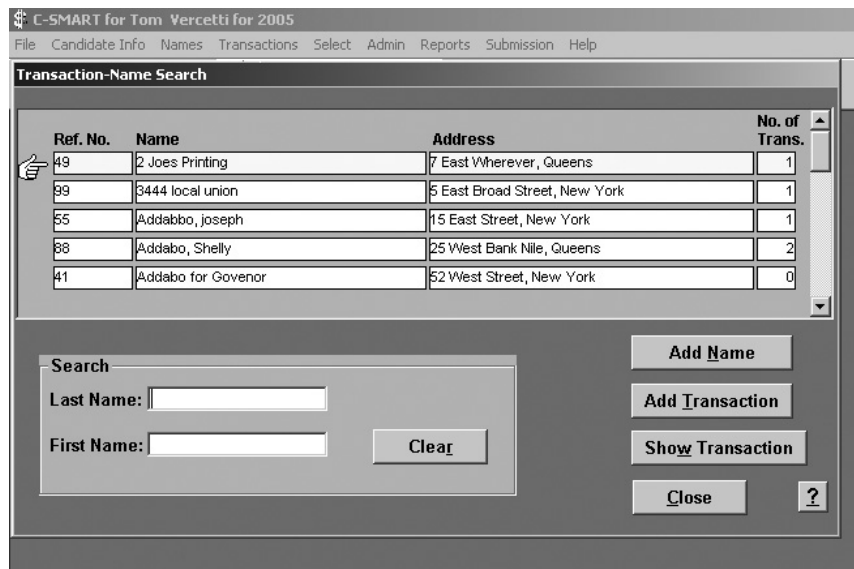 C-SMART for Tom Vercetti for 2005
File Candidate Info Names Transactions Select Admin Reports Submission Help
Transaction-Name Search
Ref. No. Name Address No. of Trans.
49 2 Joes Printing 7 East Wherever, Queens 1
99 3444 local union 5 East Broad Street, New York 1
55 Addabbo, joseph 15 East Street, New York 1
88 Addabo, Shelly 25 West Bank Nile, Queens 2
41 Addabo for Govenor 52 West Street, New York 0
Search
Last Name:
First Name:
Clear
Add Name
Add Transaction
Show Transaction
Close ?